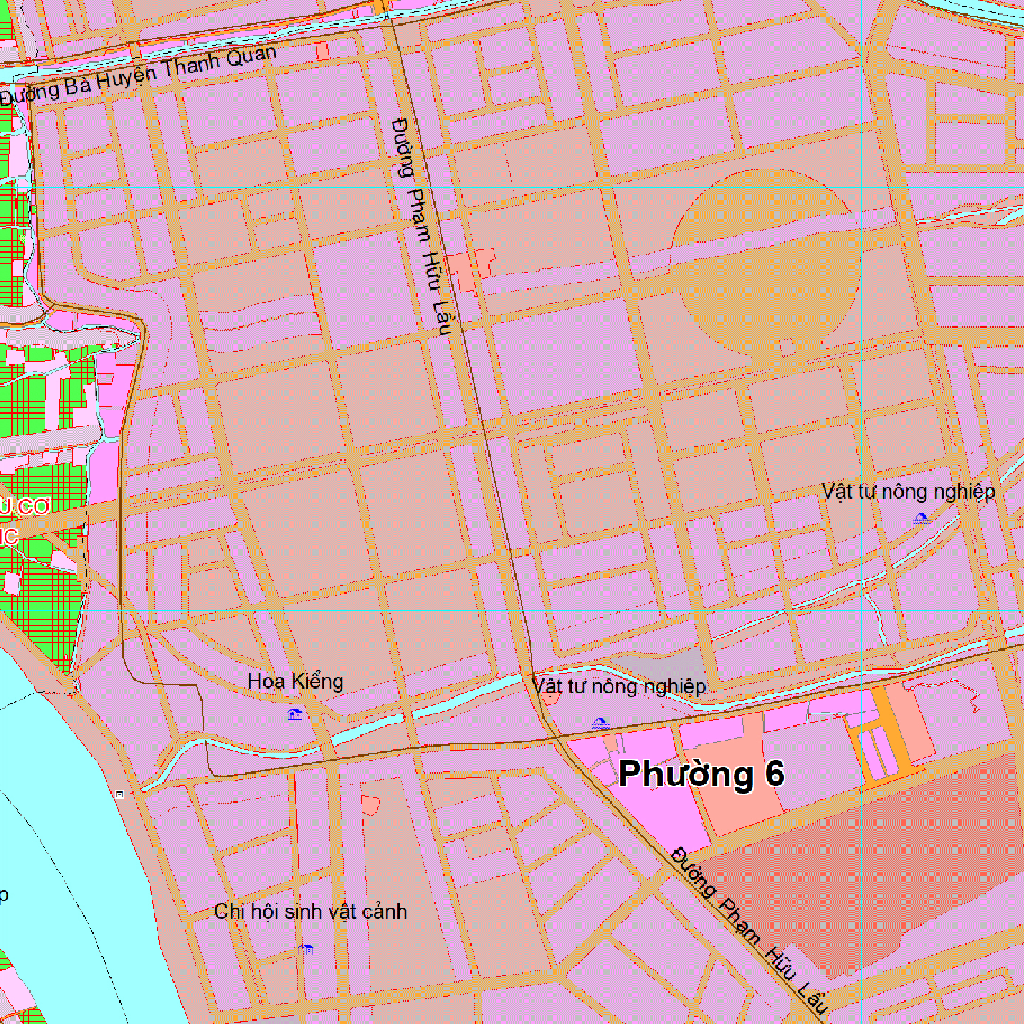 Đường Bà Huyện Thanh Quan
Đường Phạm Hữu Lầu
Vật tư nông nghiệp
Hoa Kiểng
Vật tư nông nghiệp
Phường 6
Đường Phạm Hữu Lầu
Chi hội sinh vật cảnh